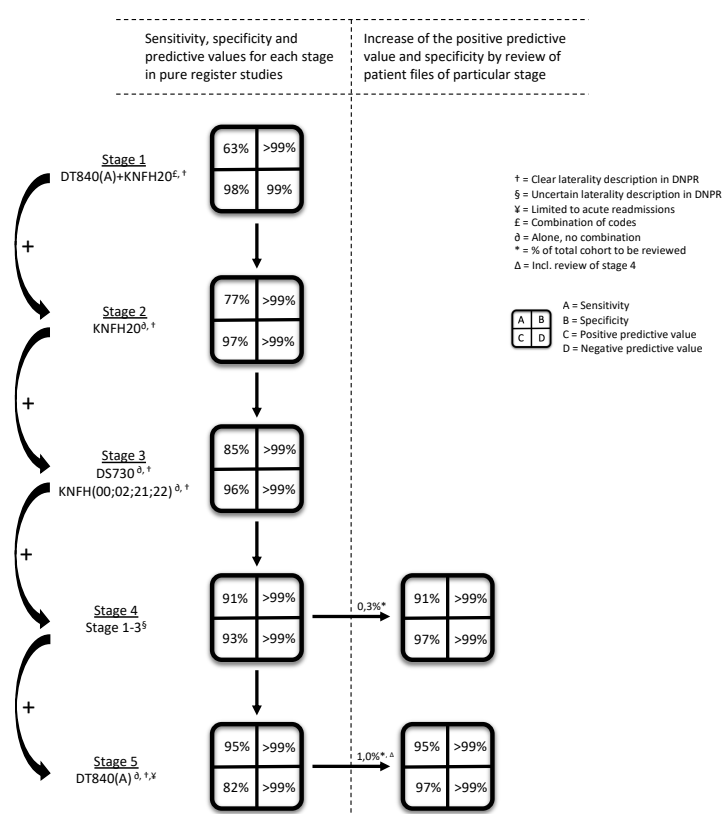 Sensitivity, specificity and
predictive values for each stage
in pure register studies
Increase of the positive predictive
value and specificity by review of
patient files of particular stage
Stage 1
DT840(A)+KNFH20£, †
63% >99%
98% 99%
† = Clear laterality description in DNPR
§ = Uncertain laterality description in DNPR
¥ = Limited to acute readmissions
£ = Combination of codes
∂ = Alone, no combination
* = % of total cohort to be reviewed
Δ = Incl. review of stage 4
+
Stage 2
KNFH20∂, †
77% >99%
97% >99%
A B
C D
A = Sensitivity
B = Specificity
C = Positive predictive value
D = Negative predictive value
+
Stage 3
DS730∂, †
KNFH(00;02;21;22)∂, †
85% >99%
96% >99%
+
Stage 4
Stage 1-3§
91% >99%
93% >99%
0,3%*
91% >99%
97% >99%
+
Stage 5
DT840(A)∂, †,¥
95% >99%
82% >99%
1,0%*, Δ
95% >99%
97% >99%